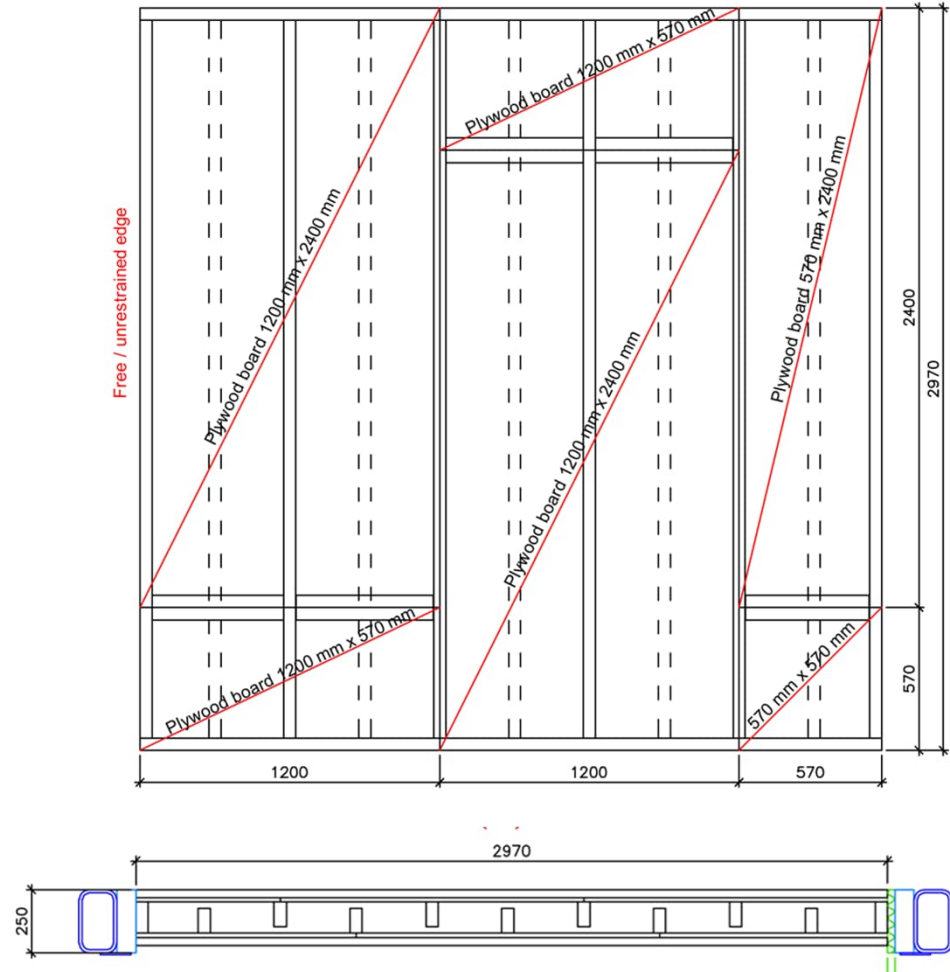 Plywood board 1200 mm x 570 mm
Plywood board 1200 mm x 2400 mm
Plywood board 570 mm x 2400 mm
Free / unrestrained edge
Plywood board 1200 mm x 2400 mm
2400
2970
Plywood board 1200 mm x 570 mm
570 mm x 570 mm
570
1200
1200
570
2970
250